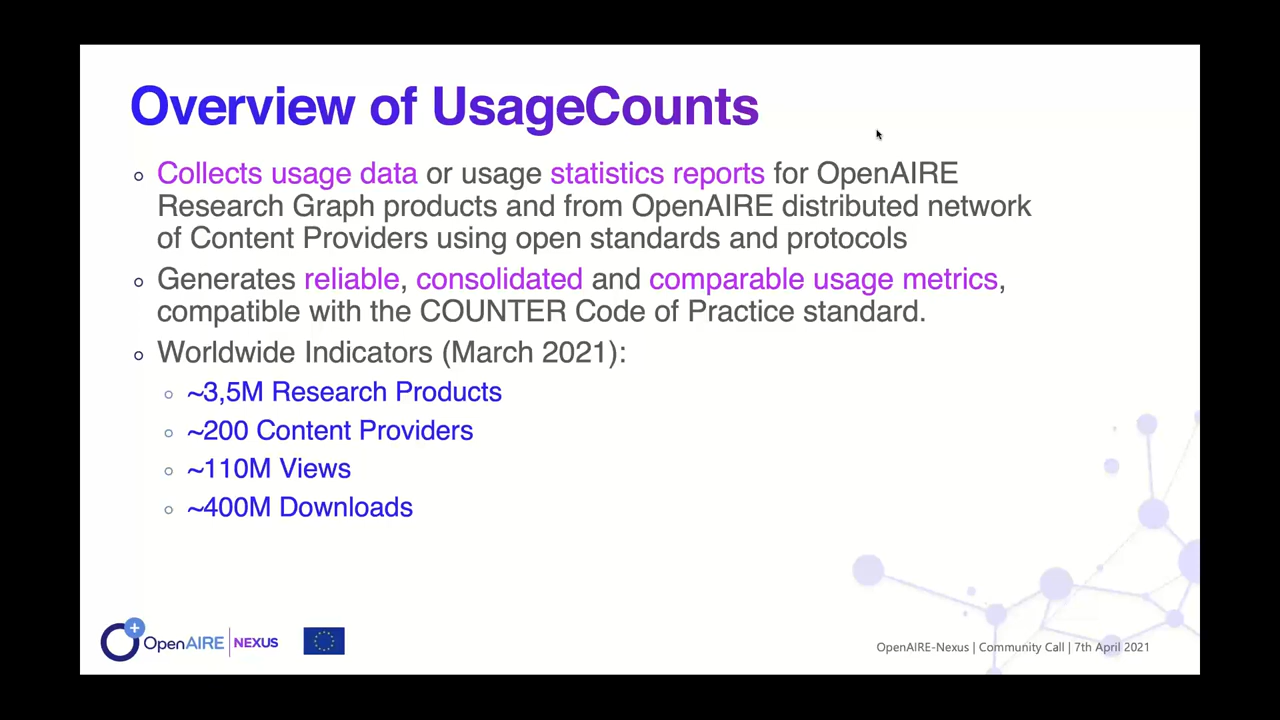 Overview of UsageCounts
Collects usage data or usage statistics reports for OpenAIRE
Research Graph products and from OpenAIRE distributed network
of Content Providers using open standards and protocols
Generates reliable, consolidated and comparable usage metrics,
compatible with the COUNTER Code of Practice standard.
Worldwide Indicators (March 2021):
~3,5M Research Products
~200 Content Providers
~110M Views
~400M Downloads
OpenAIRE NEXUS
OpenAIRE-Nexus | Community Call | 7th April 2021